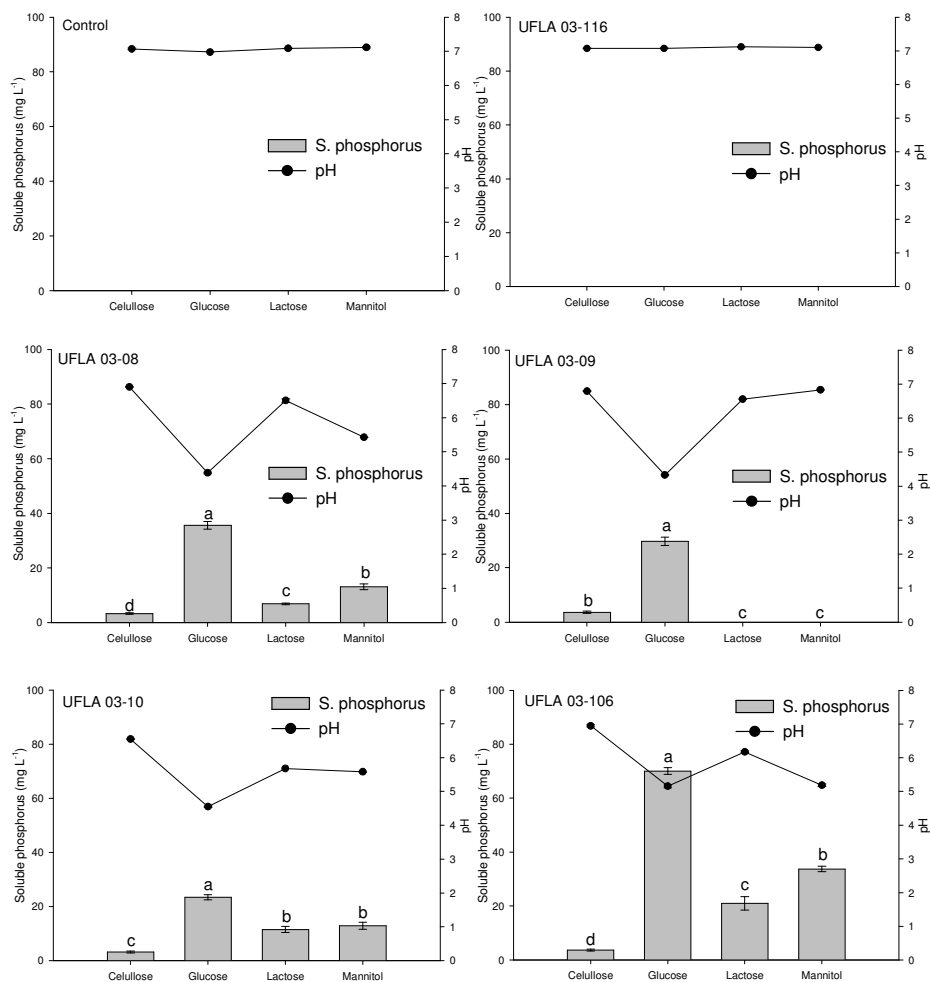 Control
Soluble phosphorus (mg L-1)
100
80
60
40
20
0
S. phosphorus
pH
8
7
6
5
4
3
2
1
0
pH
Celullose Glucose Lactose Mannitol
UFLA 03-116
Soluble phosphorus (mg L-1)
100
80
60
40
20
0
S. phosphorus
pH
8
7
6
5
4
3
2
1
0
pH
Celullose Glucose Lactose Mannitol
UFLA 03-08
Soluble phosphorus (mg L-1)
100
80
60
40
20
0
S. phosphorus
pH
d a c b
8
7
6
5
4
3
2
1
0
pH
Celullose Glucose Lactose Mannitol
UFLA 03-09
Soluble phosphorus (mg L-1)
100
80
60
40
20
0
S. phosphorus
pH
b a c c
8
7
6
5
4
3
2
1
0
pH
Celullose Glucose Lactose Mannitol
UFLA 03-10
Soluble phosphorus (mg L-1)
100
80
60
40
20
0
S. phosphorus
pH
c a b b
8
7
6
5
4
3
2
1
0
pH
Celullose Glucose Lactose Mannitol
UFLA 03-106
Soluble phosphorus (mg L-1)
100
80
60
40
20
0
S. phosphorus
pH
d a c b
8
7
6
5
4
3
2
1
0
pH
Celullose Glucose Lactose Mannitol